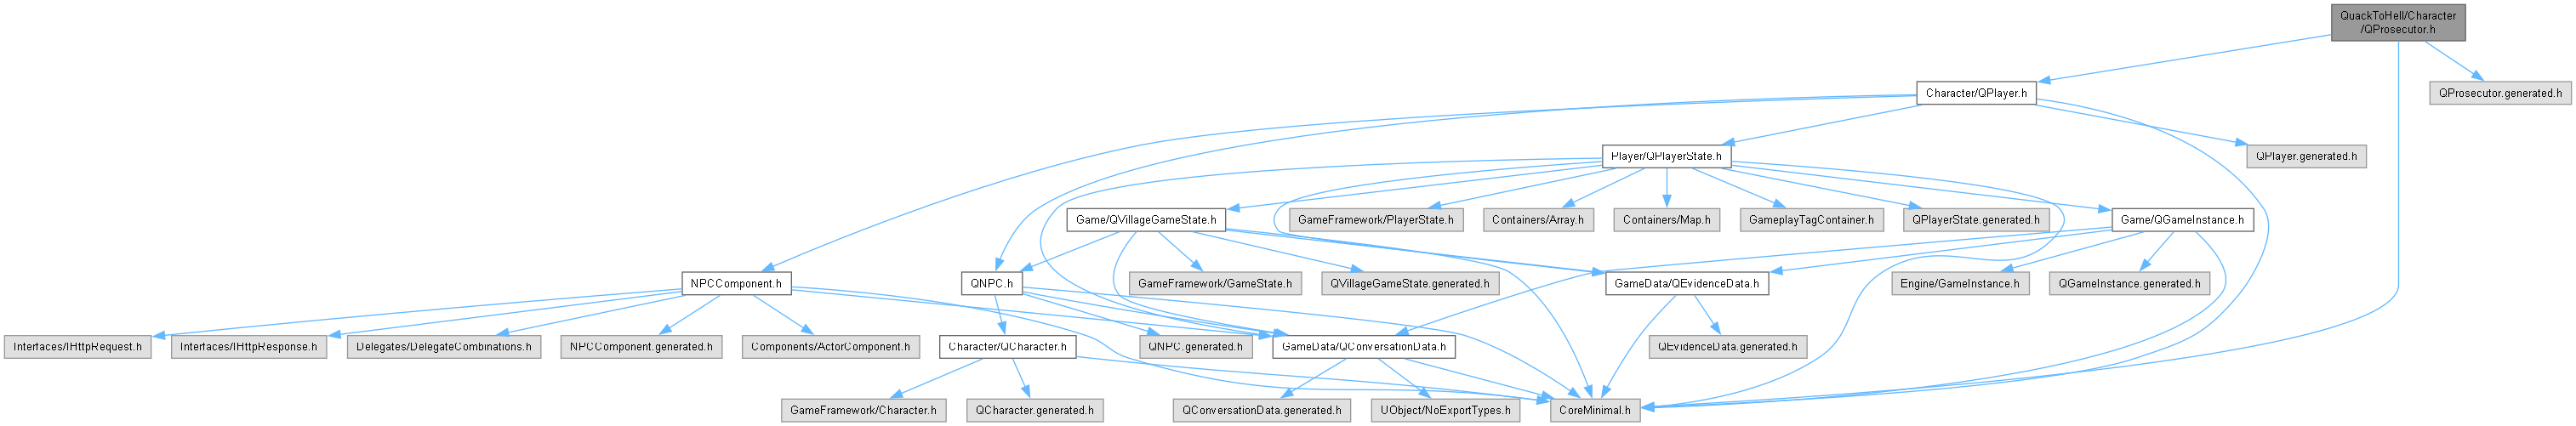 QuackToHell/Character
/QProsecutor.h
Character/QPlayer.h
QProsecutor.generated.h
Player/QPlayerState.h
QPlayer.generated.h
Game/QVillageGameState.h
GameFramework/PlayerState.h
Containers/Array.h
Containers/Map.h
GameplayTagContainer.h
QPlayerState.generated.h
Game/QGameInstance.h
NPCComponent.h
QNPC.h
GameFramework/GameState.h
QVillageGameState.generated.h
GameData/QEvidenceData.h
Engine/GameInstance.h
QGameInstance.generated.h
Interfaces/IHttpRequest.h
Interfaces/IHttpResponse.h
Delegates/DelegateCombinations.h
NPCComponent.generated.h
Components/ActorComponent.h
Character/QCharacter.h
QNPC.generated.h
GameData/QConversationData.h
QEvidenceData.generated.h
GameFramework/Character.h
QCharacter.generated.h
QConversationData.generated.h
UObject/NoExportTypes.h
CoreMinimal.h